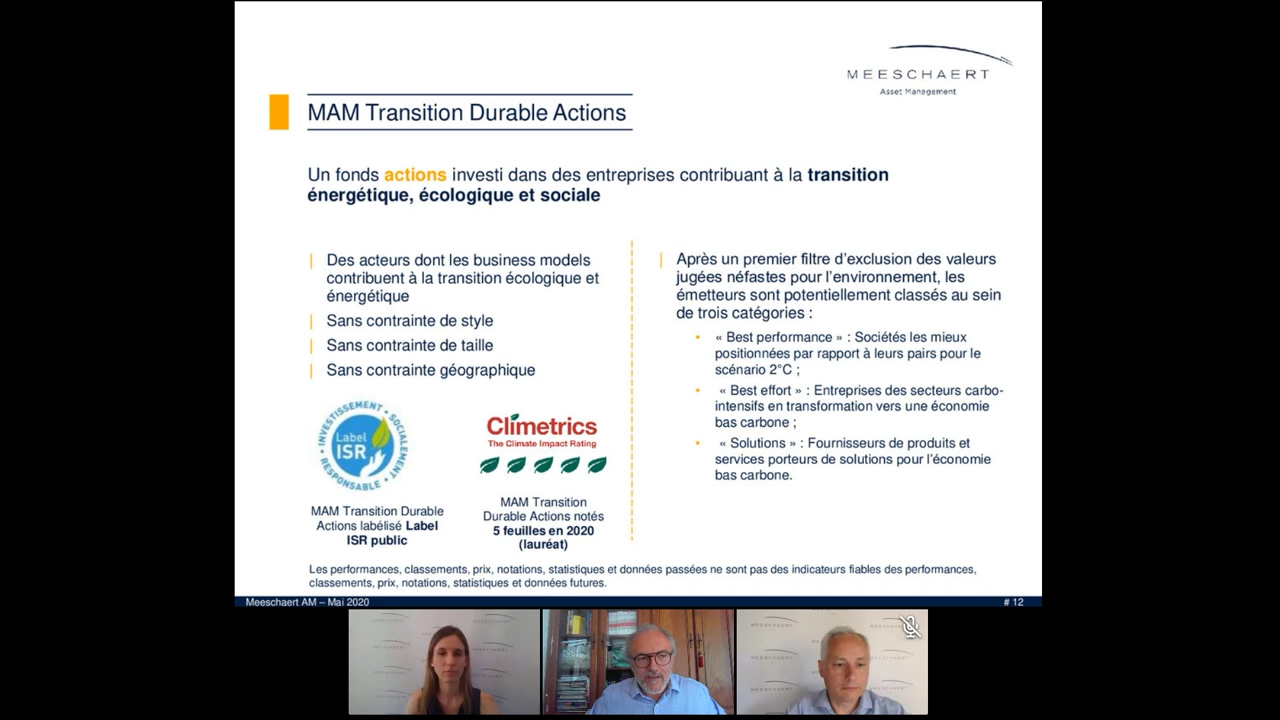 MEESCHAERT
Asset Management
MAM Transition Durable Actions
Un fonds actions investi dans des entreprises contribuant à la transition
énergétique, écologique et sociale
Des acteurs dont les business models
contribuent à la transition écologique et
énergétique
Sans contrainte de style
Sans contrainte de taille
Sans contrainte géographique
INVESTISSEMENT SOCIALEMENT RESPONSABLE
Label
ISR
MAM Transition Durable
Actions labélisé Label
ISR public
Climetrics
The Climate Impact Rating
MAM Transition
Durable Actions notés
5 feuilles en 2020
(lauréat)
Après un premier filtre d’exclusion des valeurs
jugées néfastes pour l’environnement, les
émetteurs sont potentiellement classés au sein
de trois catégories :
• « Best performance » : Sociétés les mieux
positionnées par rapport à leurs pairs pour le
scénario 2°C ;
• « Best effort » : Entreprises des secteurs carbo-
intensifs en transformation vers une économie
bas carbone ;
• « Solutions » : Fournisseurs de produits et
services porteurs de solutions pour l’économie
bas carbone.
Les performances, classements, prix, notations, statistiques et données passées ne sont pas des indicateurs fiables des performances,
classements, prix, notations, statistiques et données futures.
Meeschaert AM – Mai 2020
# 12
MEESCHAERT
MEESCHAERT